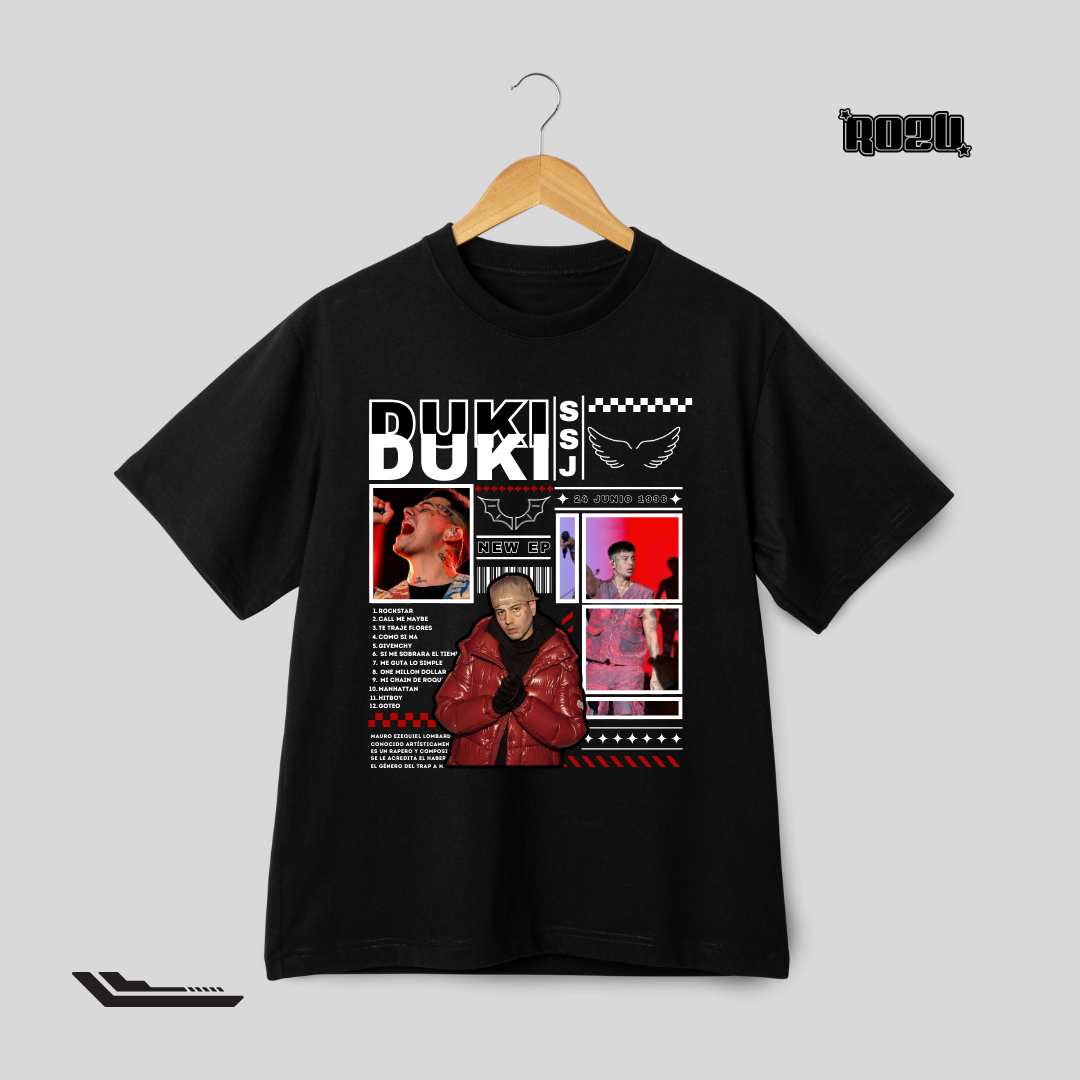 ROZU
DUKI
DUKI
SSJ
24 JUNIO 1996
NEW EP
1. ROCKSTAR
2. CALL ME MAYBE
3. TE TRAJE FLORES
4. COMO SI NA
5. GIVENCHY
6. SI ME SOBRARA EL TIEM
7. ME GUTA LO SIMPLE
8. ONE MILLON DOLLAR
9. MI CHAIN DE ROQU
10. MANHATTAN
11. HITBOY
12. GOTEO
MAURO EZEQUIEL LOMBARD
CONOCIDO ARTÍSTICAMEN
ES UN RAPERO Y COMPOSI
SE LE ACREDITA EL HABER
EL GÉNERO DEL TRAP A N